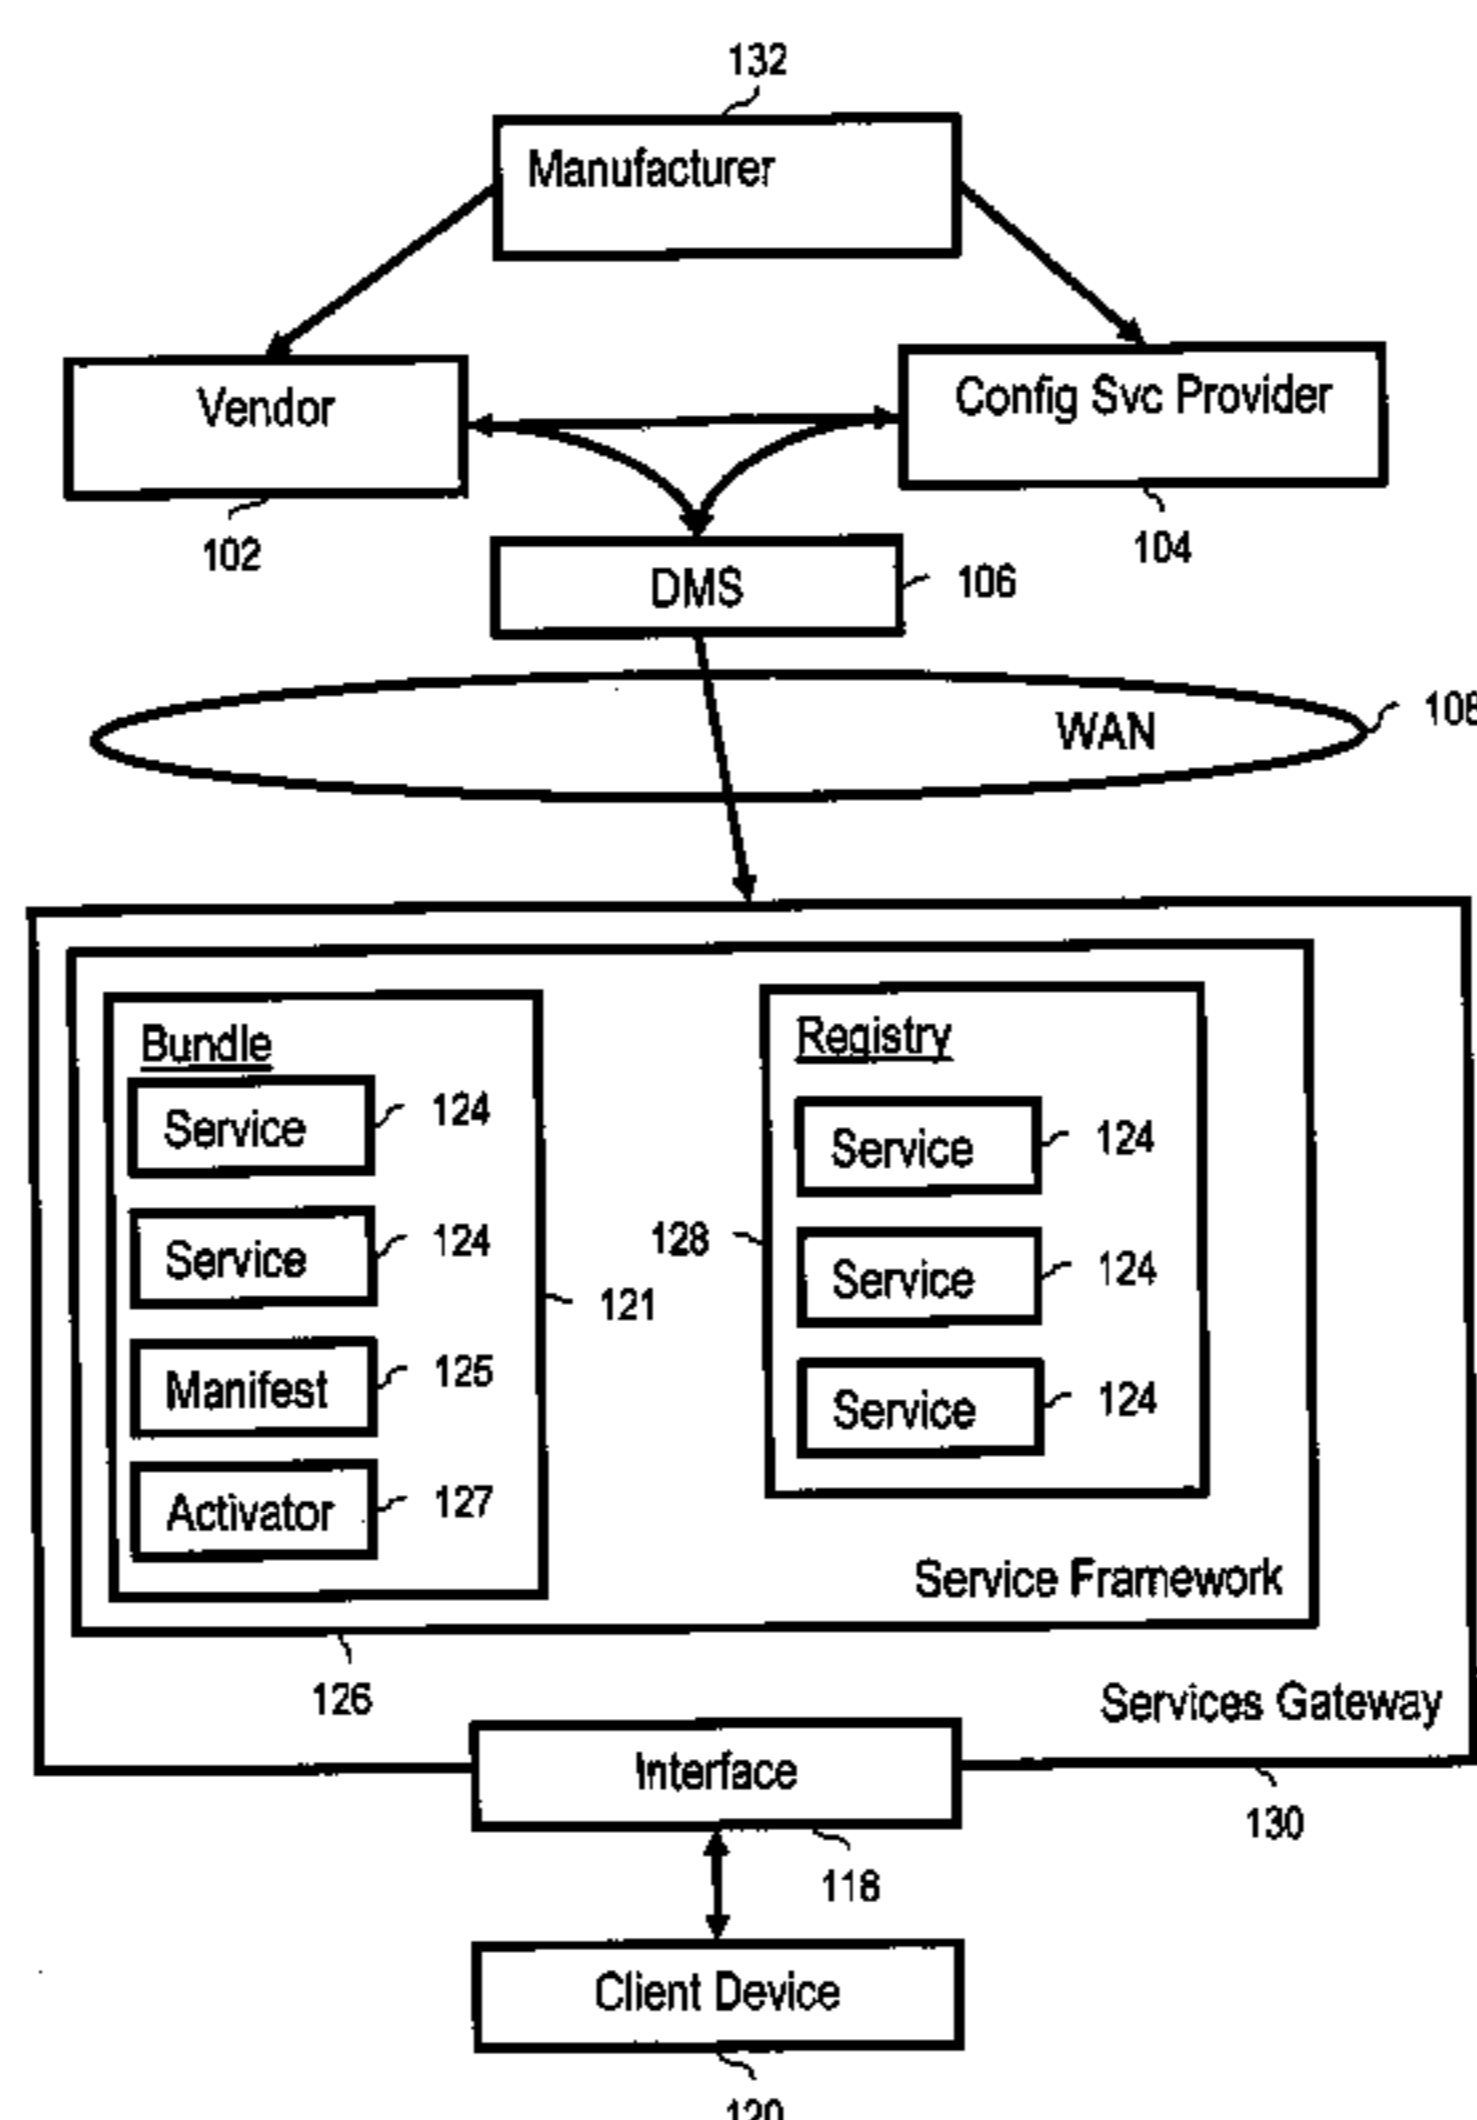 132
Manufacturer
Vendor
Config Svc Provider
102
104
DMS
106
WAN
108
Bundle
Registry
Service
124
Service
124
Service
124
128
Service
124
121
Manifest
125
Service
124
Activator
127
Service Framework
126
Services Gateway
Interface
130
118
Client Device
120